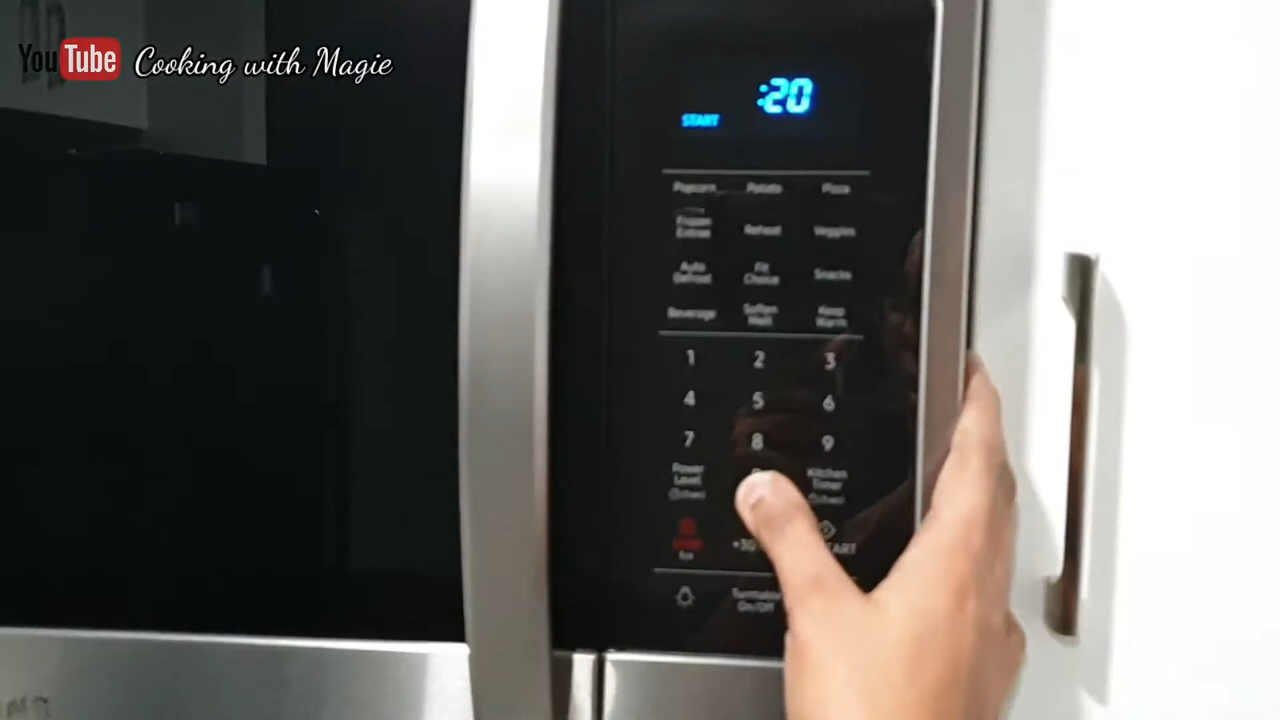 YouTube Cooking with Magie
:20
START
Popcorn Potato Pizza
Frozen Entree Reheat Veggies
Auto Defrost Fit Choice Snacks
Beverage Soften Melt Keep Warm
1 2 3
4 5 6
7 8 9
Power Level Kitchen Timer
STOP +30
Turntable On/Off